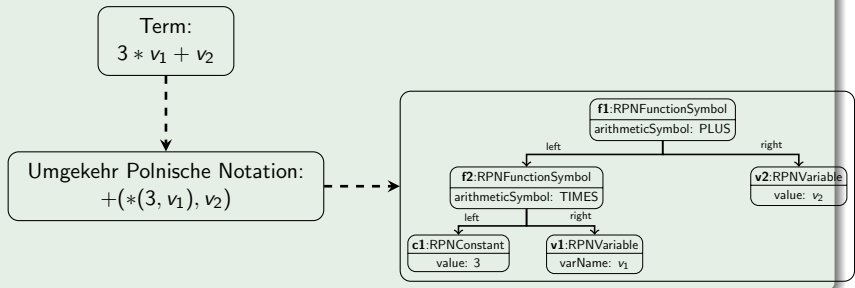 Term:
3 ∗ v₁ + v₂
Umgekehr Polnische Notation:
+(∗(3, v₁), v₂)
f1:RPNFunctionSymbol
arithmeticSymbol: PLUS
left
right
f2:RPNFunctionSymbol
arithmeticSymbol: TIMES
v2:RPNVariable
value: v₂
left
right
c1:RPNConstant
value: 3
v1:RPNVariable
varName: v₁